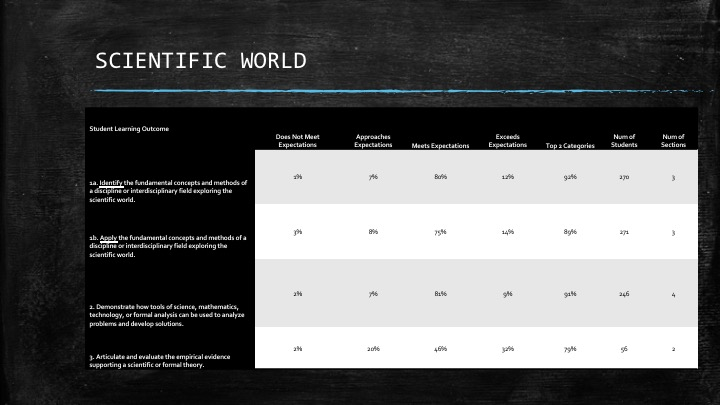 SCIENTIFIC WORLD
Student Learning Outcome
Does Not Meet Expectations
Approaches Expectations
Meets Expectations
Exceeds Expectations
Top 2 Categories
Num of Students
Num of Sections
1a. Identify the fundamental concepts and methods of
a discipline or interdisciplinary field exploring the
scientific world.
1% 7% 80% 12% 92% 270 3
1b. Apply the fundamental concepts and methods of a
discipline or interdisciplinary field exploring the
scientific world.
3% 8% 75% 14% 89% 271 3
2. Demonstrate how tools of science, mathematics,
technology, or formal analysis can be used to analyze
problems and develop solutions.
2% 7% 81% 9% 91% 246 4
3. Articulate and evaluate the empirical evidence
supporting a scientific or formal theory.
2% 20% 46% 32% 79% 56 2